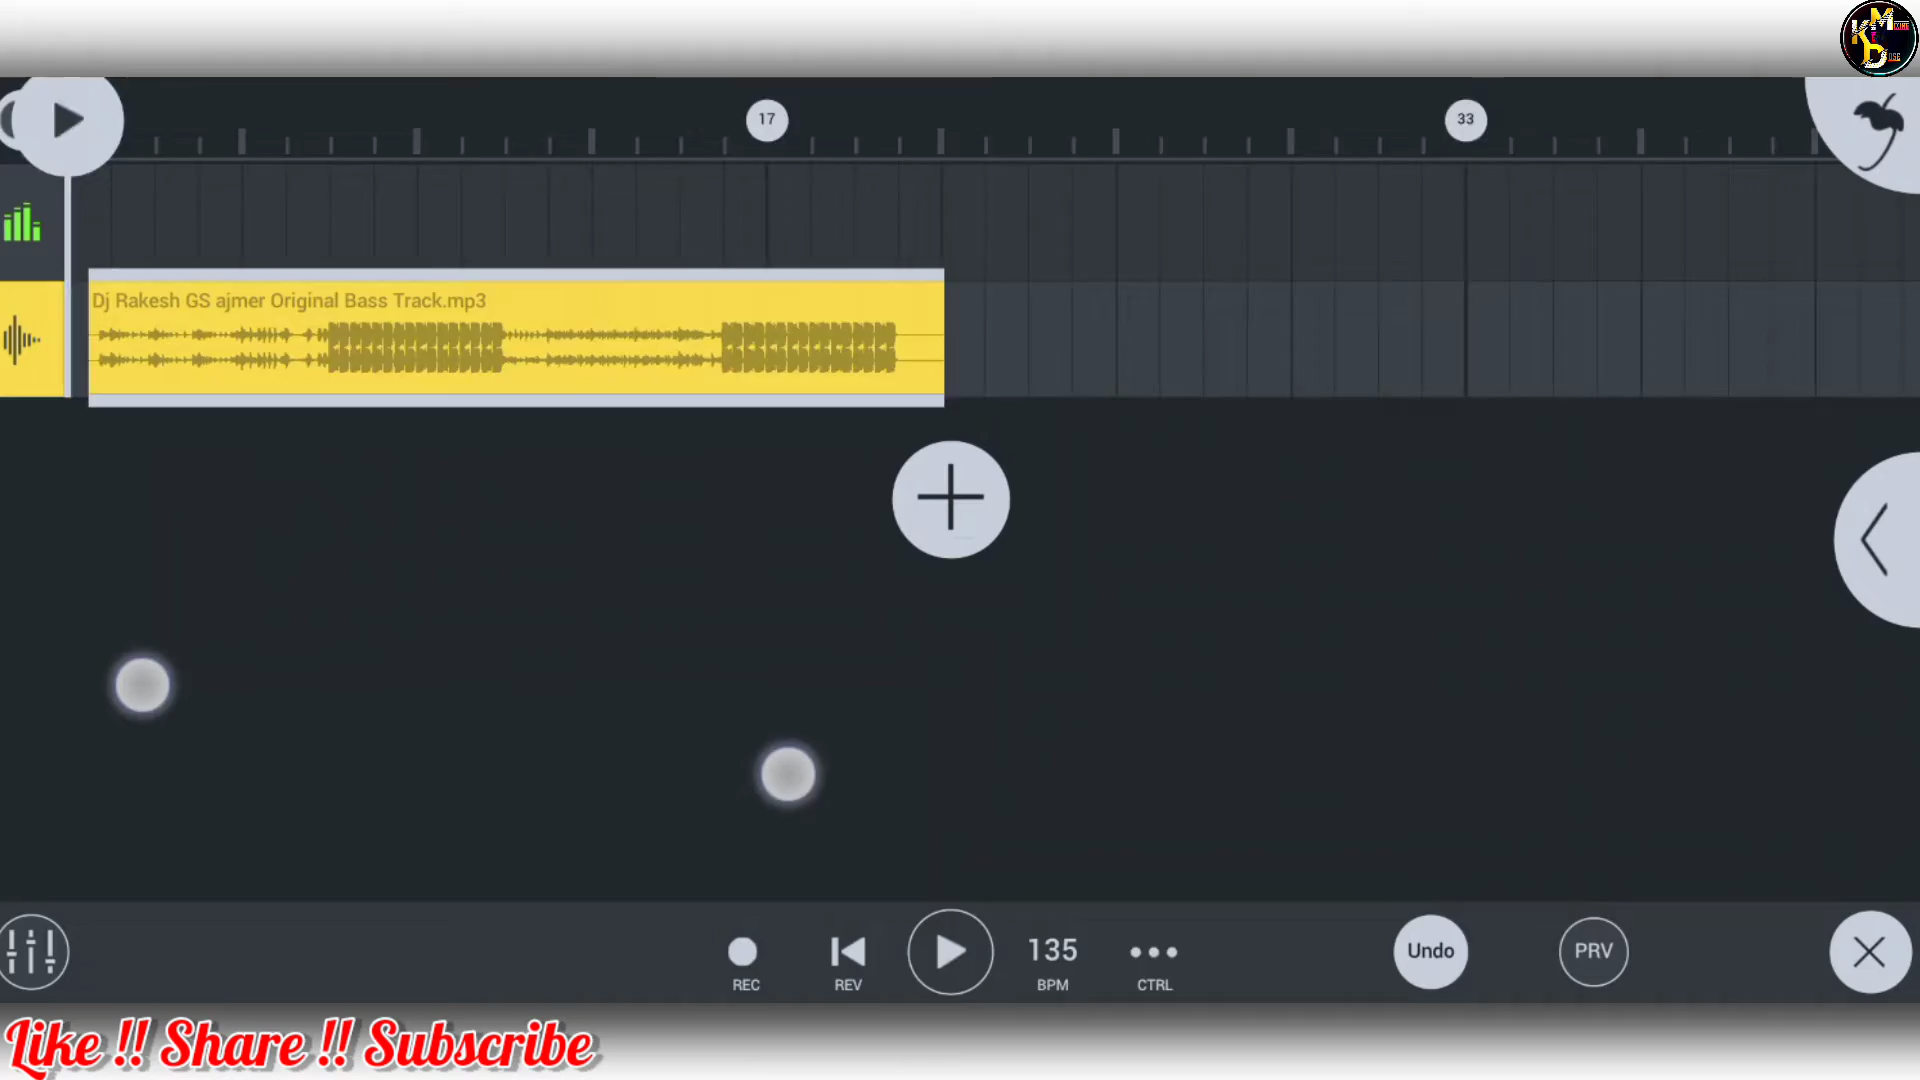 KMD
17
33
Dj Rakesh GS ajmer Original Bass Track.mp3
135
Undo
PRV
REC
REV
BPM
CTRL
Like !! Share !! Subscribe